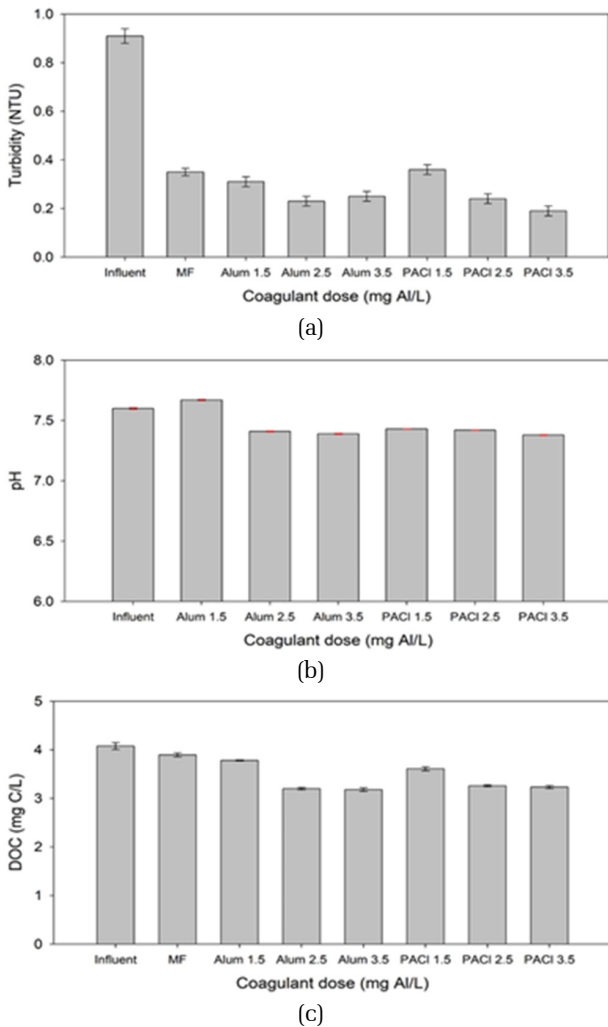 1.0
0.8
0.6
0.4
0.2
0.0
Turbidity (NTU)
Influent MF Alum 1.5 Alum 2.5 Alum 3.5 PACl 1.5 PACl 2.5 PACl 3.5
Coagulant dose (mg Al/L)
(a)
8.0
7.5
7.0
6.5
6.0
pH
Influent Alum 1.5 Alum 2.5 Alum 3.5 PACl 1.5 PACl 2.5 PACl 3.5
Coagulant dose (mg Al/L)
(b)
5
4
3
2
1
0
DOC (mg C/L)
Influent MF Alum 1.5 Alum 2.5 Alum 3.5 PACl 1.5 PACl 2.5 PACl 3.5
Coagulant dose (mg Al/L)
(c)